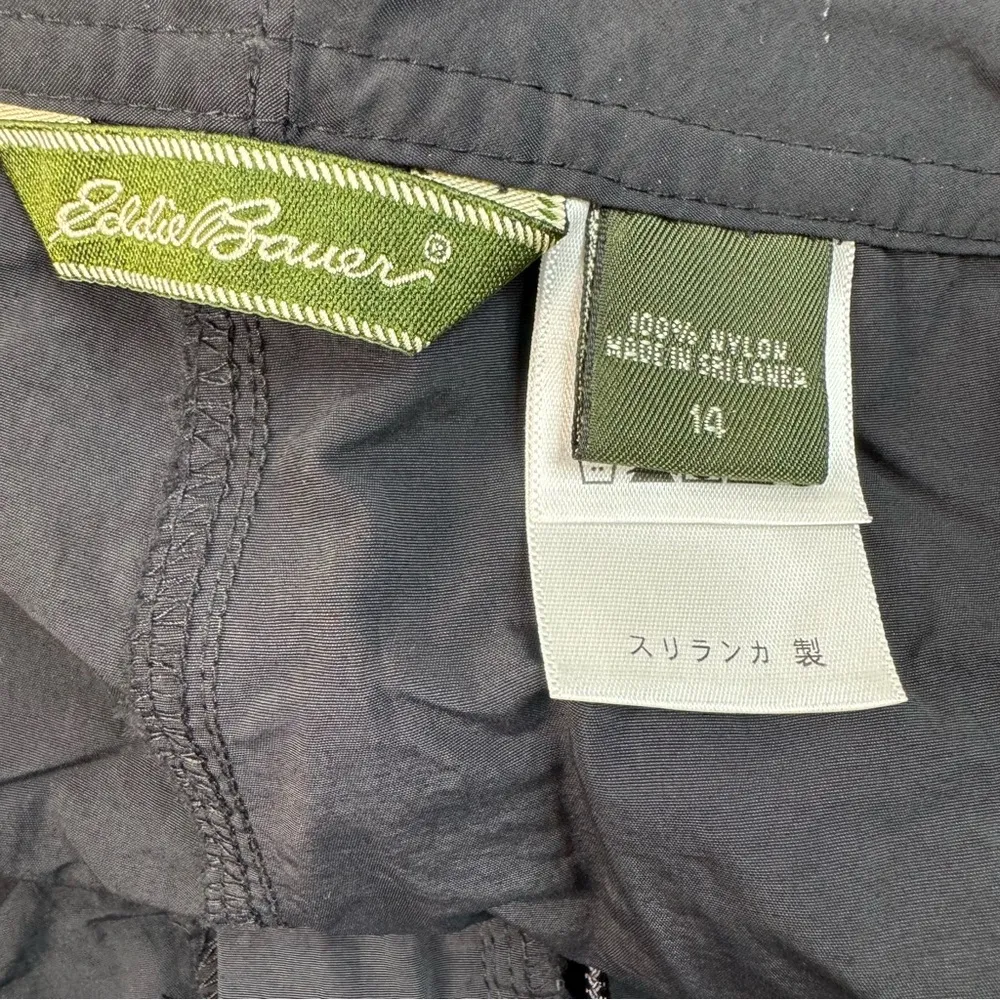 Eddie Bauer®
100% NYLON
MADE IN SRI LANKA
14
スリランカ 製